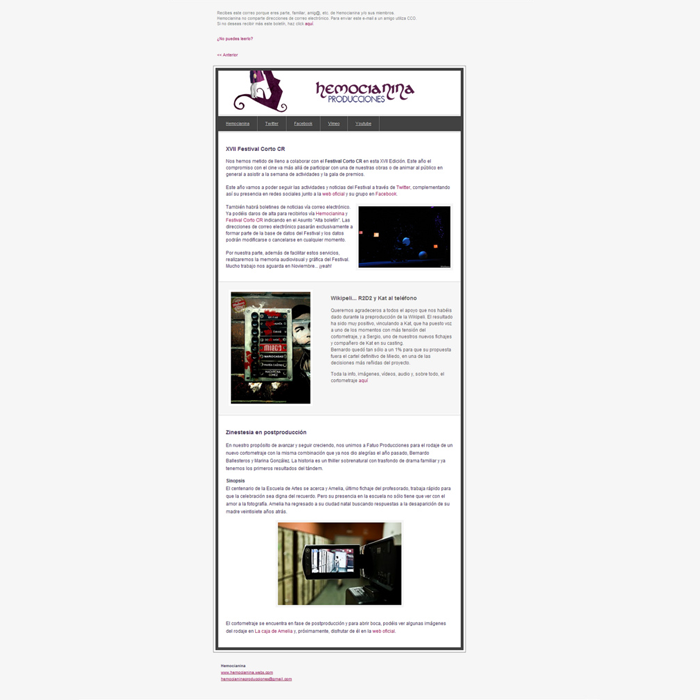 Recibes este correo porque eres parte, familiar, amig@, etc. de Hemocianina y/o sus miembros.
Hemocianina no comparte direcciones de correo electrónico. Para enviar este e-mail a un amigo utiliza CCO.
Si no deseas recibir más este boletín, haz click aquí.
¿No puedes leerlo?
<< Anterior
HEMOCIANINA
PRODUCCIONES
Hemocianina Twitter Facebook Vimeo Youtube
XVII Festival Corto CR
Nos hemos metido de lleno a colaborar con el Festival Corto CR en esta XVII Edición. Este año el
compromiso con el cine va más allá de participar con una de nuestras obras o de animar al público en
general a asistir a la semana de actividades y la gala de premios.
Este año vamos a poder seguir las actividades y noticias del Festival a través de Twitter, complementando
así su presencia en redes sociales junto a la web oficial y su grupo en Facebook.
También habrá boletines de noticias vía correo electrónico.
Ya podéis daros de alta para recibirlos vía Hemocianina y
Festival Corto CR indicando en el Asunto "Alta boletín". Las
direcciones de correo electrónico pasarán exclusivamente a
formar parte de la base de datos del Festival y los datos
podrán modificarse o cancelarse en cualquier momento.
Por nuestra parte, además de facilitar estos servicios,
realizaremos la memoria audiovisual y gráfica del Festival.
Mucho trabajo nos aguarda en Noviembre... ¡yeah!
Wikipeli... R2D2 y Kat al teléfono
Queremos agradeceros a todos el apoyo que nos habéis
dado durante la preproducción de la Wikipeli. El resultado
ha sido muy positivo, vinculando a Kat, que ha puesto voz
a uno de los momentos con más tensión del
cortometraje, y a Sergio, uno de nuestros nuevos fichajes
y compañero de Kat en su casting.
Bernardo quedó tan sólo a un 1% para que su propuesta
fuera el cartel definitivo de Miedo, en una de las
decisiones más reñidas del proyecto.
Toda la info, imágenes, vídeos, audio y, sobre todo, el
cortometraje aquí
MIEDO
Zinestesia en postproducción
En nuestro propósito de avanzar y seguir creciendo, nos unimos a Faluo Producciones para el rodaje de un
nuevo cortometraje con la misma combinación que ya nos dio alegrías el año pasado, Bernardo
Ballesteros y Marina González. La historia es un thriller sobrenatural con trasfondo de drama familiar y ya
tenemos los primeros resultados del tándem.
Sinopsis
El centenario de la Escuela de Artes se acerca y Amelia, último fichaje del profesorado, trabaja rápido para
que la celebración sea digna del recuerdo. Pero su presencia en la escuela no sólo tiene que ver con el
amor a la fotografía. Amelia ha regresado a su ciudad natal buscando respuestas a la desaparición de su
madre veintisiete años atrás.
El cortometraje se encuentra en fase de postproducción y para abrir boca, podéis ver algunas imágenes
del rodaje en La caja de Amelia y, próximamente, disfrutar de él en la web oficial.
Hemocianina
www.hemocianina.webs.com
hemocianinaproducciones@gmail.com